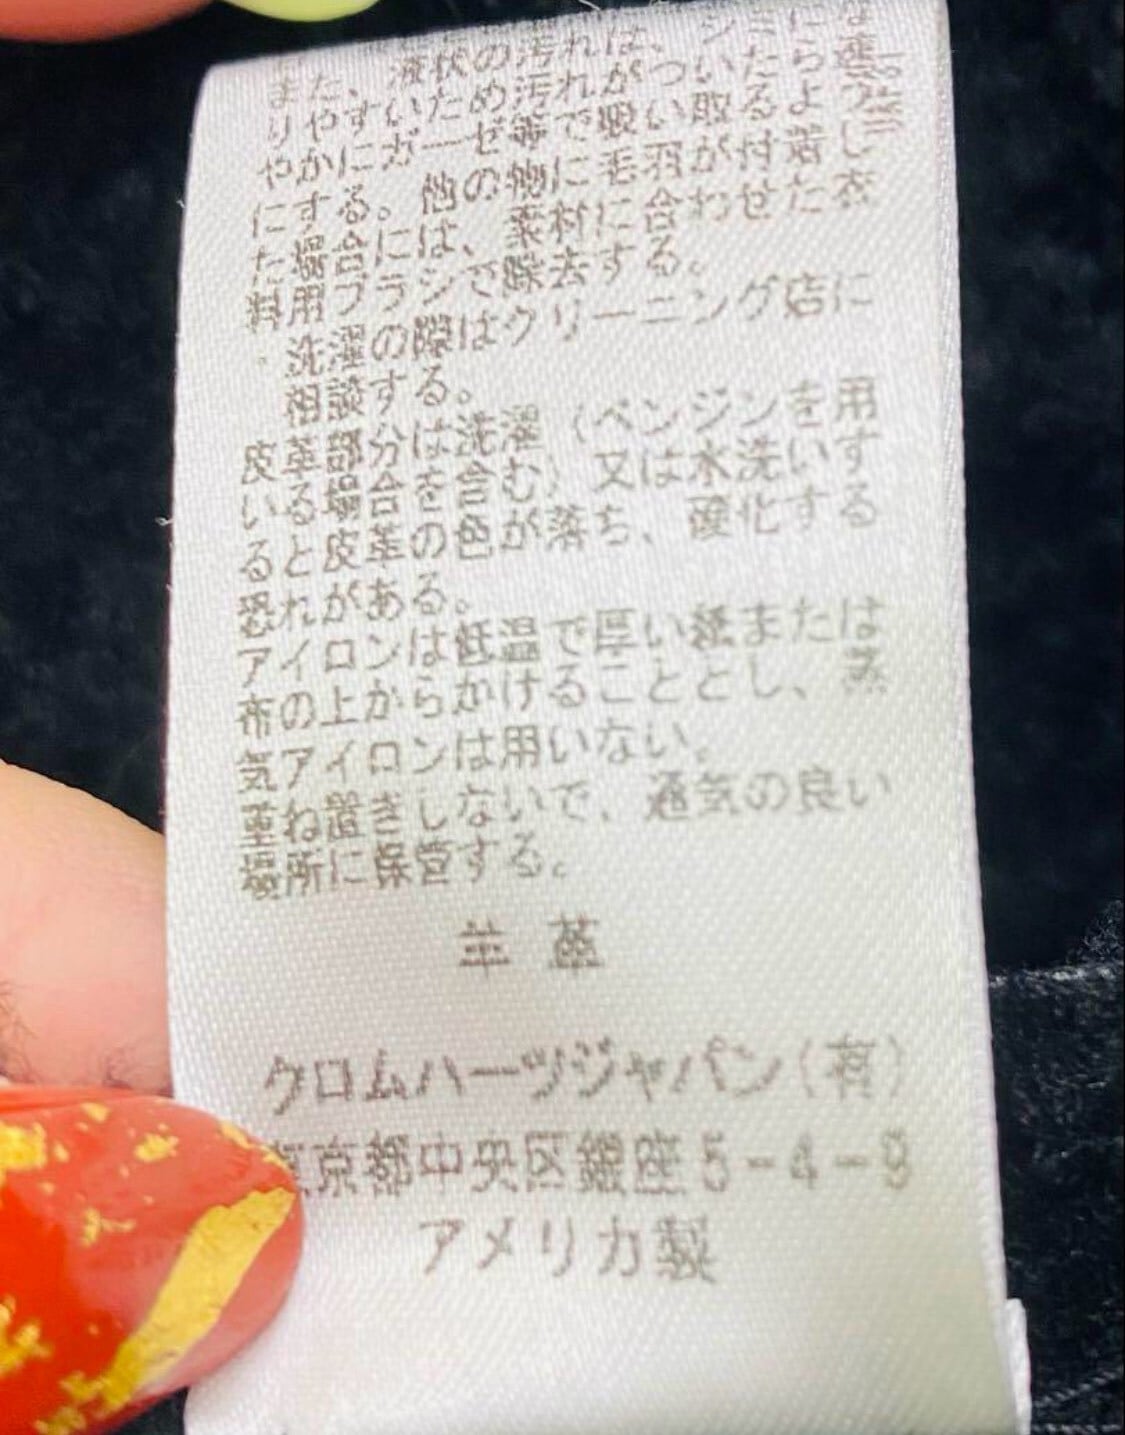 また、液状の汚れは、シミにな
りやすいため汚れがついたら速
やかにガーゼ等で吸い取るよう
にする。他の物に毛羽が付着し
た場合には、素材に合わせた衣
料用ブラシで除去する。
・洗濯の際はクリーニング店に
相談する。
皮革部分は洗濯(ベンジンを用
いる場合を含む)又は水洗いす
ると皮革の色が落ち、酸化する
恐れがある。
アイロンは低温で厚い紙または
布の上からかけることとし、蒸
気アイロンは用いない。
重ね置きしないで、通気の良い
場所に保管する。
羊革
クロムハーツジャパン(有)
東京都中央区銀座5-4-9
アメリカ製